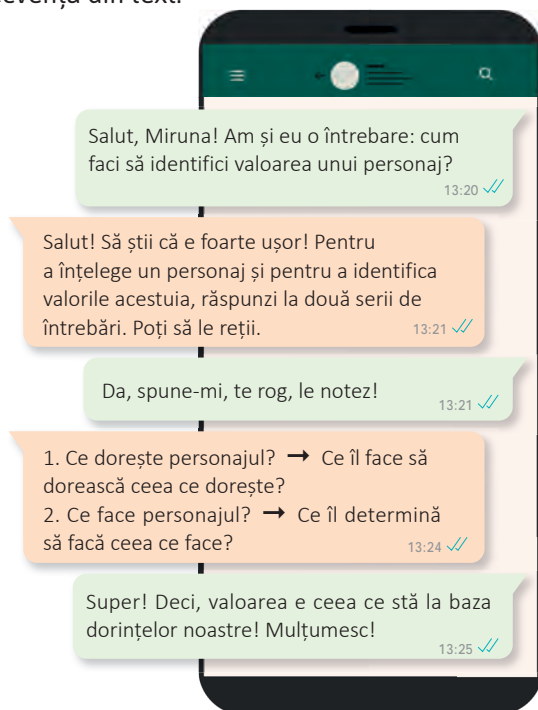 din text.
Salut, Miruna! Am și eu o întrebare: cum
faci să identifici valoarea unui personaj?
13:20
Salut! Să știi că e foarte ușor! Pentru
a înțelege un personaj și pentru a identifica
valorile acestuia, răspunzi la două serii de
întrebări. Poți să le reții.
13:21
Da, spune-mi, te rog, le notez!
13:21
1. Ce dorește personajul? ➞ Ce îl face să
dorească ceea ce dorește?
2. Ce face personajul? ➞ Ce îl determină
să facă ceea ce face?
13:24
Super! Deci, valoarea e ceea ce stă la baza
dorințelor noastre! Mulțumesc!
13:25